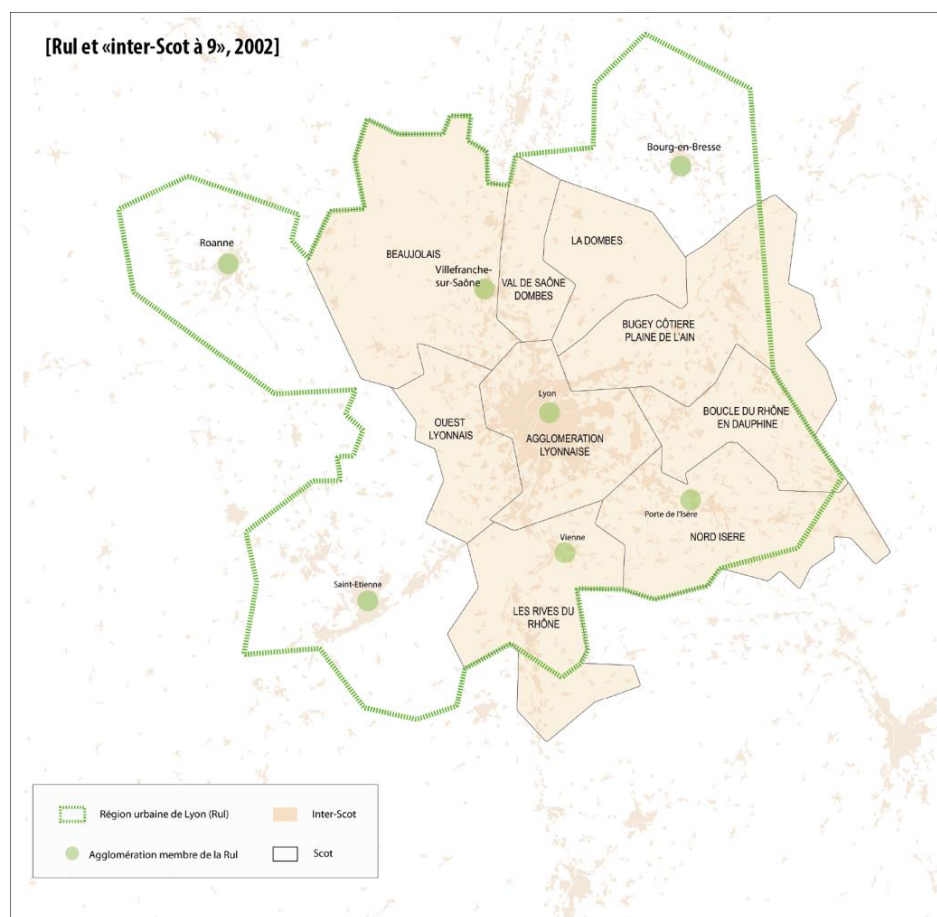 [Rul et «inter-Scot à 9», 2002]
Bourg-en-Bresse
Roanne
LA DOMBES
BEAUJOLAIS
Villefranche-
sur-Saône
VAL DE SAÔNE
DOMBES
BUGEY CÔTIERE
PLAINE DE L'AIN
Lyon
BOUCLE DU RHÔNE
EN DAUPHINE
OUEST
LYONNAIS
AGGLOMERATION
LYONNAISE
Porte de l'Isère
NORD ISERE
Vienne
Saint-Etienne
LES RIVES DU
RHÔNE
Région urbaine de Lyon (Rul)
Inter-Scot
Agglomération membre de la Rul
Scot